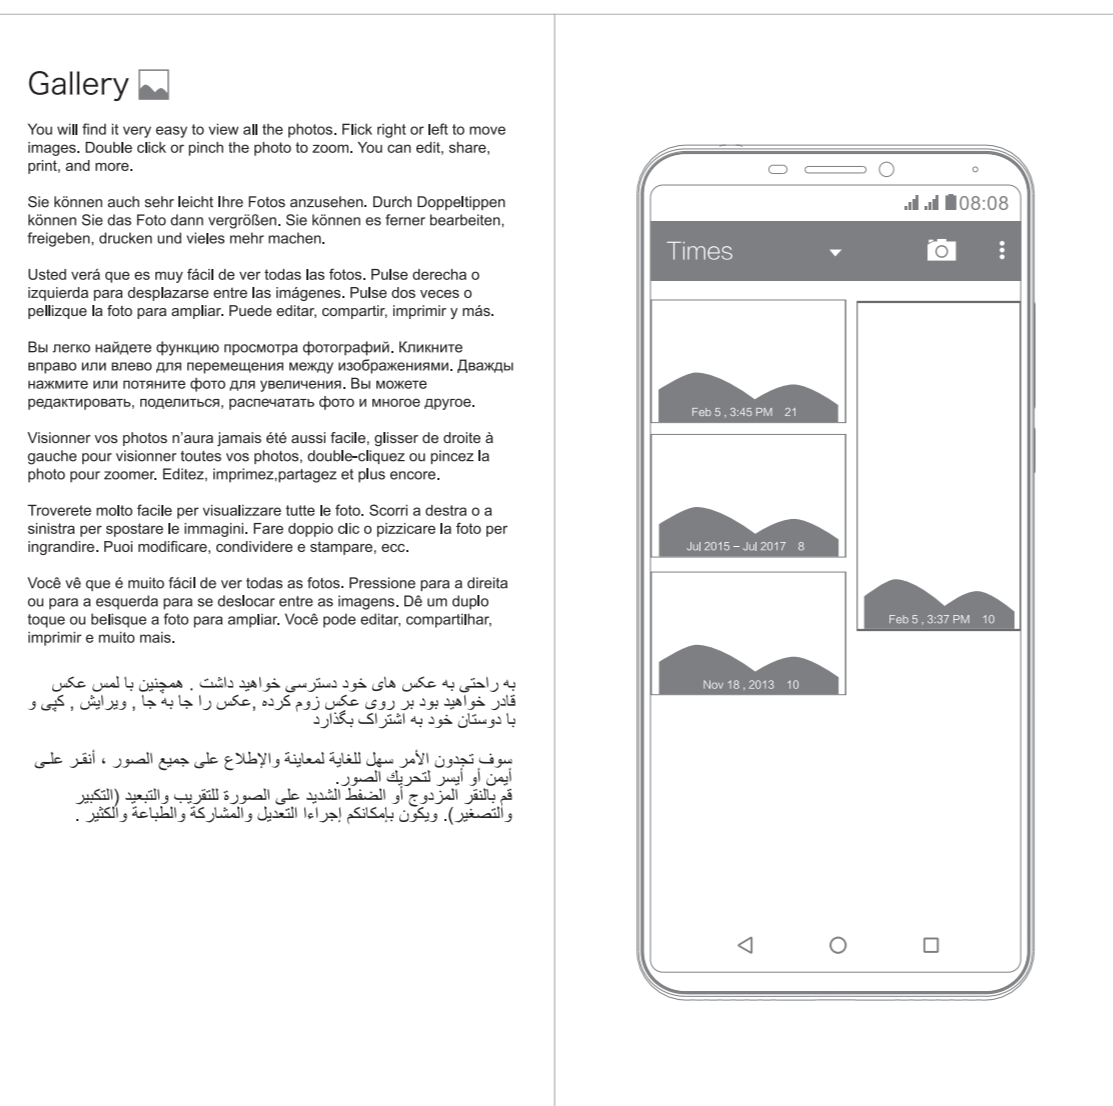 Gallery
You will find it very easy to view all the photos. Flick right or left to move
images. Double click or pinch the photo to zoom. You can edit, share,
print, and more.
Sie können auch sehr leicht Ihre Fotos anzusehen. Durch Doppeltippen
können Sie das Foto dann vergrößen. Sie können es ferner bearbeiten,
freigeben, drucken und vieles mehr machen.
Usted verá que es muy fácil de ver todas las fotos. Pulse derecha o
izquierda para desplazarse entre las imágenes. Pulse dos veces o
pellizque la foto para ampliar. Puede editar, compartir, imprimir y más.
Вы легко найдете функцию просмотра фотографий. Кликните
вправо или влево для перемещения между изображениями. Дважды
нажмите или потяните фото для увеличения. Вы можете
редактировать, поделиться, распечатать фото и многое другое.
Visionner vos photos n'aura jamais été aussi facile, glisser de droite à
gauche pour visionner toutes vos photos, double-cliquez ou pincez la
photo pour zoomer. Editez, imprimez,partagez et plus encore.
Troverete molto facile per visualizzare tutte le foto. Scorri a destra o a
sinistra per spostare le immagini. Fare doppio clic o pizzicare la foto per
ingrandire. Puoi modificare, condividere e stampare, ecc.
Você vê que é muito fácil de ver todas as fotos. Pressione para a direita
ou para a esquerda para se deslocar entre as imagens. Dê um duplo
toque ou belisque a foto para ampliar. Você pode editar, compartilhar,
imprimir e muito mais.
به راحتی به عکس های خود دسترسی خواهید داشت . همچنین با لمس عکس
قادر خواهید بود بر روی عکس زوم کرده ,عکس را جا به جا , ویرایش , کپی و
با دوستان خود به اشتراک بگذارد
سوف تجدون الأمر سهل للغاية لمعاينة والإطلاع على جميع الصور ، أنقـر علـى
أيمن أو أيسر لتحريك الصور.
قم بالنقر المزدوج أو الضغط الشديد على الصورة للتقريب والتبعيد (التكبير
والتصغير). ويكون بإمكانكم إجراءا التعديل والمشاركة والطباعة والكثير .
08:08
Times
Feb 5 , 3:45 PM 21
Jul 2015 – Jul 2017 8
Nov 18 , 2013 10
Feb 5 , 3:37 PM 10